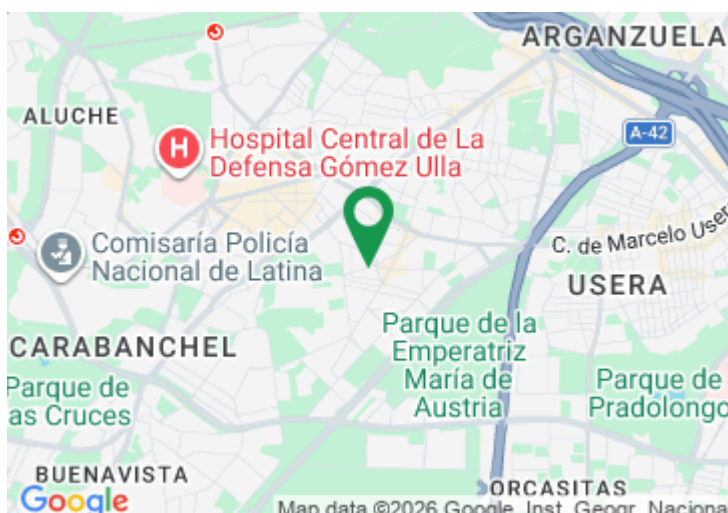 ARGANZUELA
ALUCHE
A-42
H
Hospital Central de La
Defensa Gómez Ulla
C. de Marcelo Usera
Comisaría Policía
Nacional de Latina
USERA
CARABANCHEL
Parque de la
Emperatriz
María de
Austria
Parque de
as Cruces
Parque de
Pradolongo
BUENAVISTA
ORCASITAS
Google
Map data ©2026 Google, Inst. Geogr. Naciona